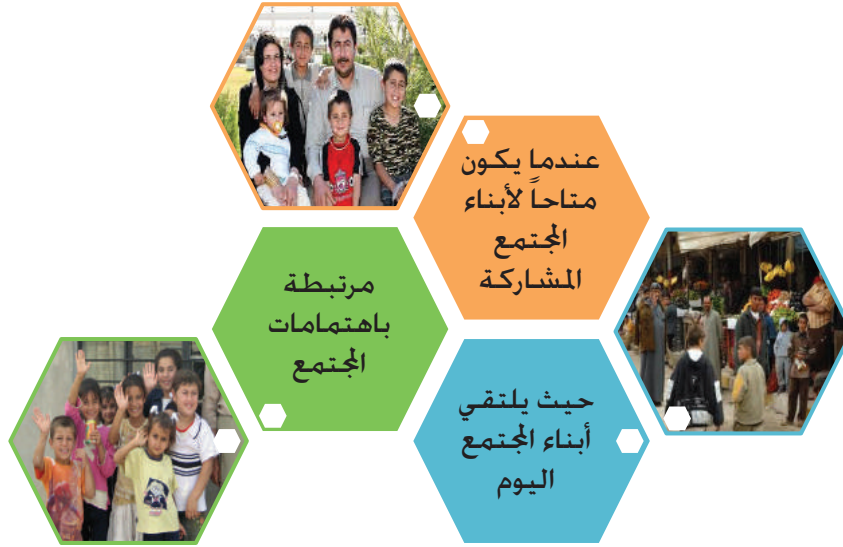 عندما يكون
متاحاً لأبناء
المجتمع
المشاركة
مرتبطة
باهتمامات
المجتمع
حيث يلتقي
أبناء المجتمع
اليوم